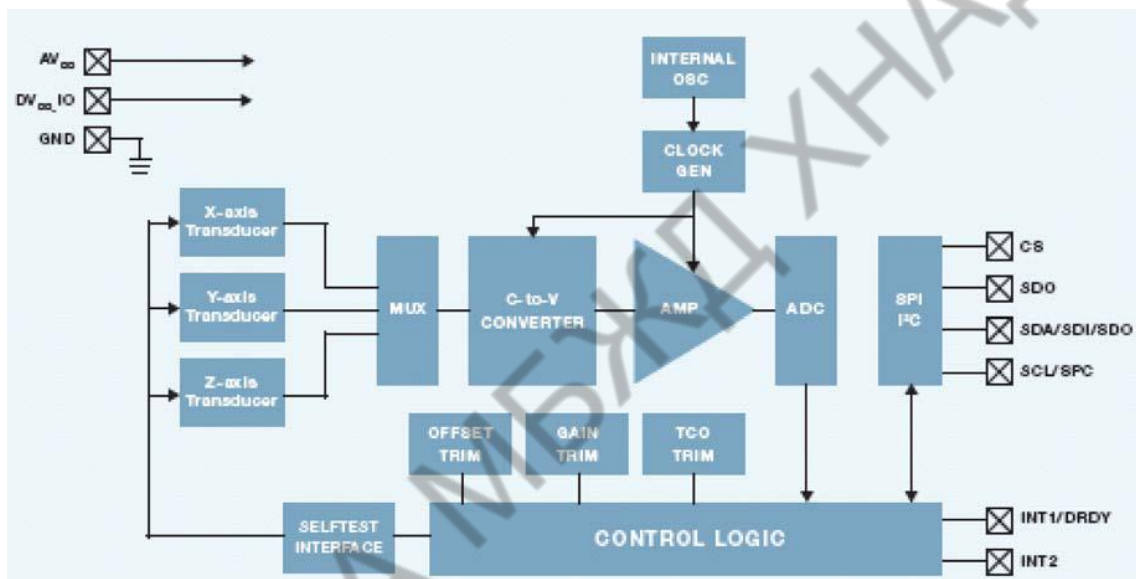 AVDD
DVDD_IO
GND
INTERNAL
OSC
CLOCK
GEN
X-axis
Transducer
Y-axis
Transducer
Z-axis
Transducer
MUX
C-to-V
CONVERTER
AMP
ADC
SPI
I²C
CS
SDO
SDA/SDI/SDO
SCL/SPC
OFFSET
TRIM
GAIN
TRIM
TCO
TRIM
SELFTEST
INTERFACE
CONTROL LOGIC
INT1/DRDY
INT2
МБЖД ХНАД